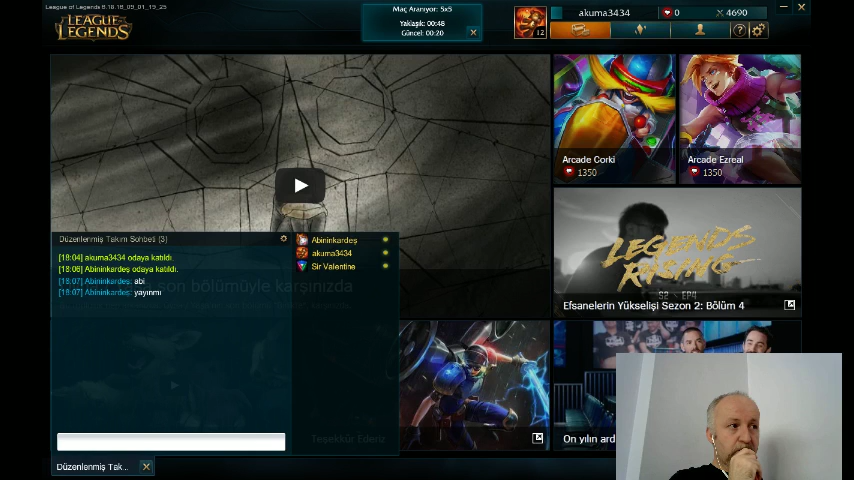 League of Legends 6.18.16_09_01_19_25
LEAGUE of LEGENDS
Maç Aranıyor: 5x5
Yaklaşık: 00:48
Güncel: 00:20
12
akuma3434
0
4690
Arcade Corki
1350
Arcade Ezreal
1350
LEGENDS RISING
S2 - EP4
Efsanelerin Yükselişi Sezon 2: Bölüm 4
Düzenlenmiş Takım Sohbeti (3)
[18:04] akuma3434 odaya katıldı.
[18:06] Abininkardeş odaya katıldı.
[18:07] Abininkardeş: abi
[18:07] Abininkardeş: yayınmı
Abininkardeş
akuma3434
Sir Valentine
son bölümüyle karşınızda
Teşekkür Ederiz
On yılın ard
Düzenlenmiş Tak...